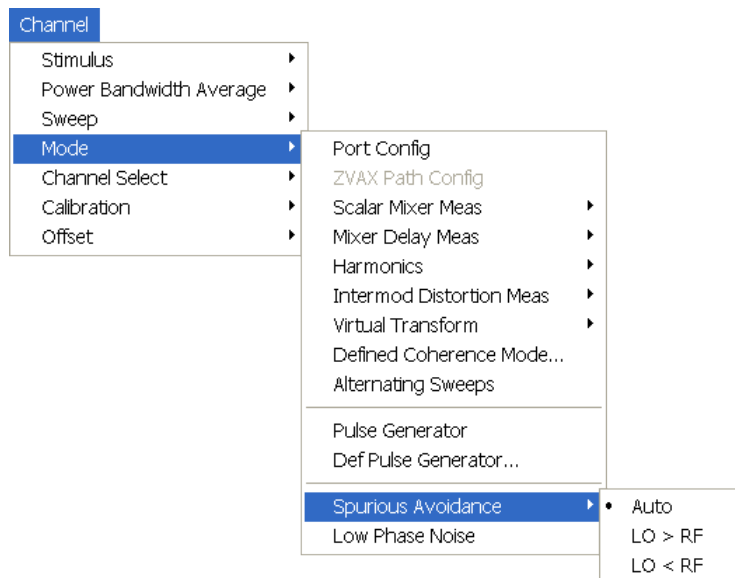 Channel
Stimulus
Power Bandwidth Average
Sweep
Mode
Channel Select
Calibration
Offset
Port Config
ZVAX Path Config
Scalar Mixer Meas
Mixer Delay Meas
Harmonics
Intermod Distortion Meas
Virtual Transform
Defined Coherence Mode...
Alternating Sweeps
Pulse Generator
Def Pulse Generator...
Spurious Avoidance
Low Phase Noise
Auto
LO > RF
LO < RF